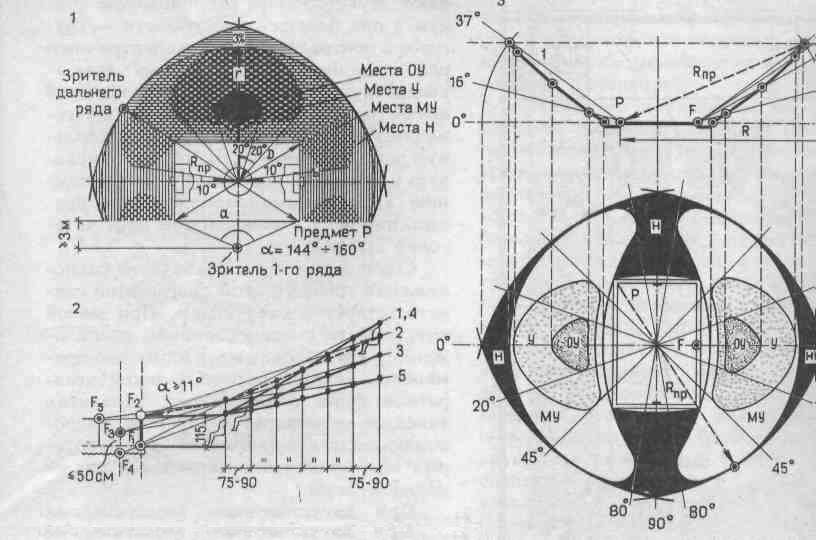 1
Зритель
дальнего
ряда
Места ОУ
Места У
Места МУ
Места Н
r
20° 20° D
Rпр
10°
10°
α
≥3м
Предмет Р
α=144°÷160°
Зритель 1-го ряда
2
α≥11°
F5
F2
F3
F1
F4
≤50см
115
75-90
" " " "
75-90
1,4
2
3
5
37°
16°
0°
1
Rпр
Р
F
R
Н
Р
0°
У
ОУ
ОУ
У
Н
Rпр
20°
МУ
МУ
45°
45°
Н
80°
80°
90°